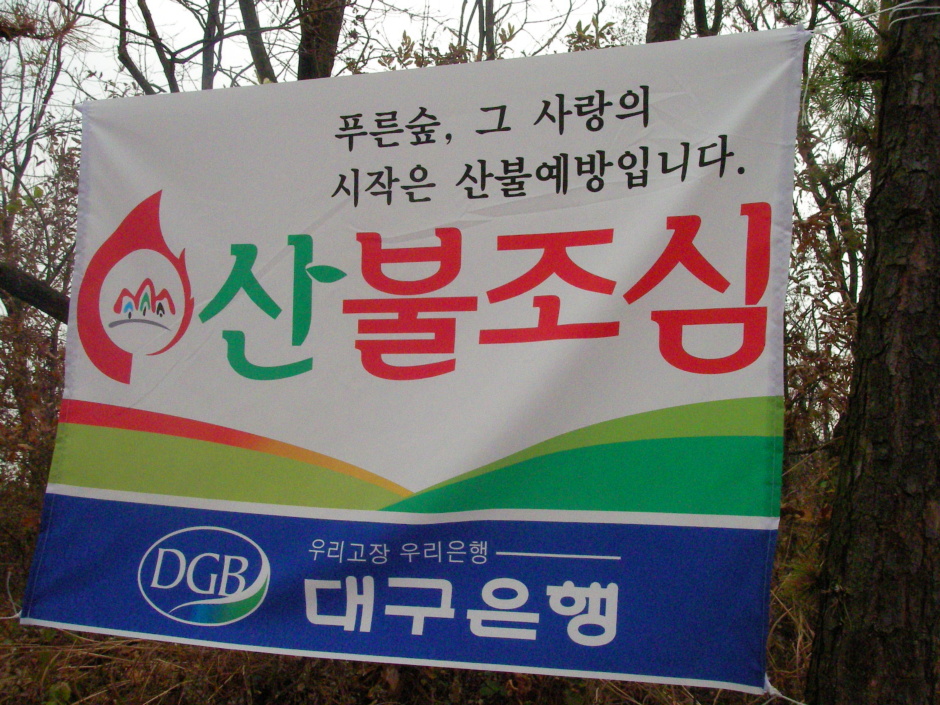 푸른숲, 그 사랑의
시작은 산불예방입니다.
산불조심
DGB
우리고장 우리은행
대구은행